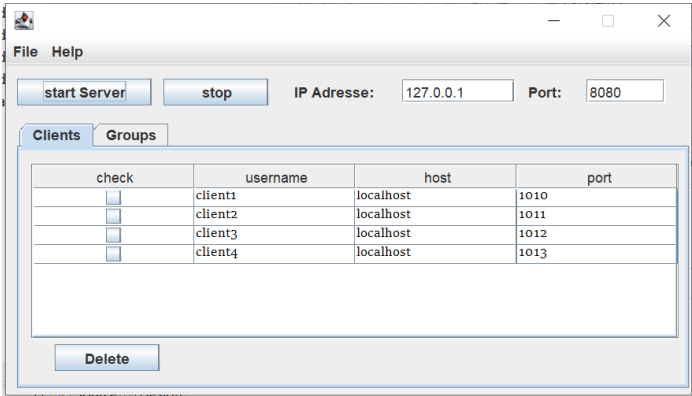 File Help
start Server stop IP Adresse: 127.0.0.1 Port: 8080
Clients Groups
check username host port
client1 localhost 1010
client2 localhost 1011
client3 localhost 1012
client4 localhost 1013
Delete